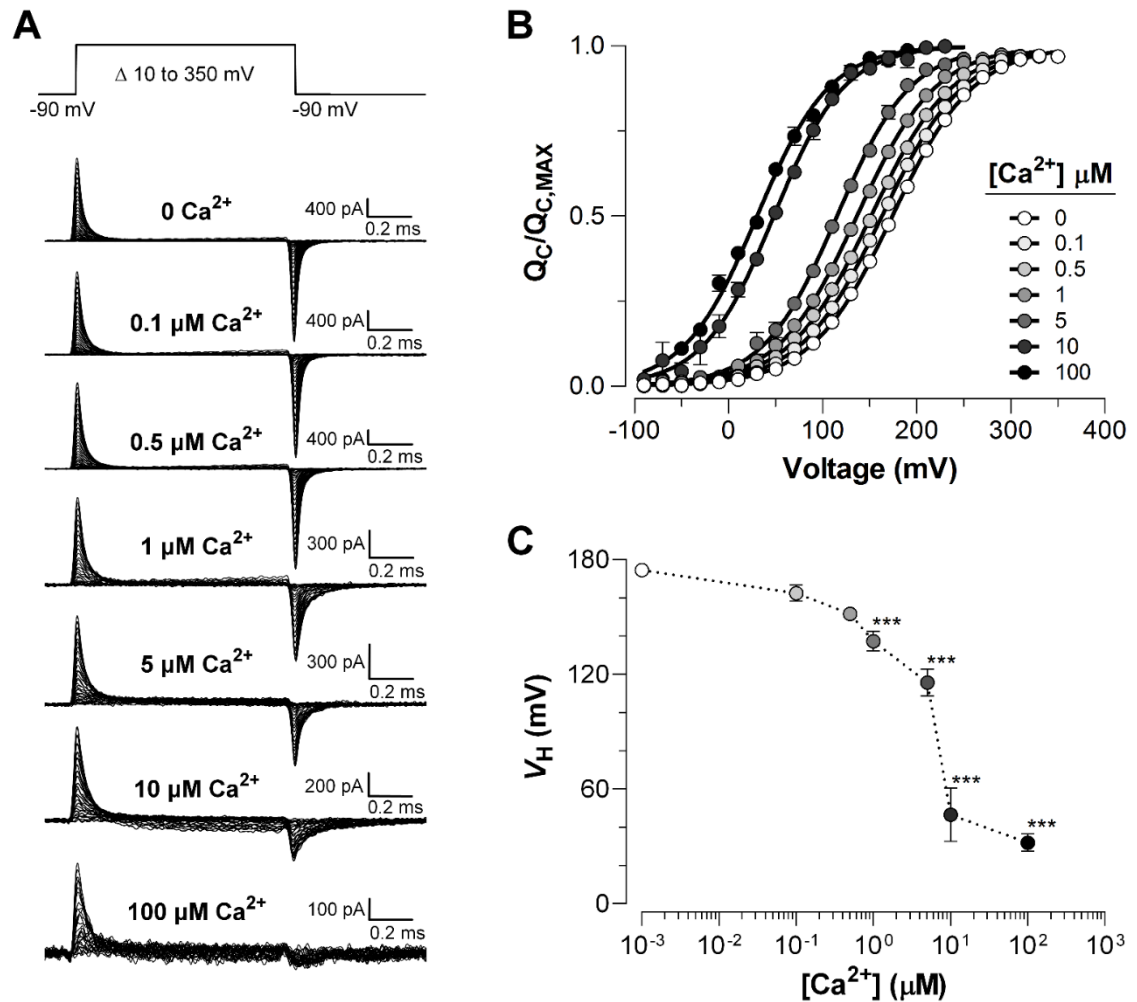 A
Δ 10 to 350 mV
-90 mV
-90 mV
0 Ca²⁺
400 pA
0.2 ms
0.1 µM Ca²⁺
400 pA
0.2 ms
0.5 µM Ca²⁺
400 pA
0.2 ms
1 µM Ca²⁺
300 pA
0.2 ms
5 µM Ca²⁺
300 pA
0.2 ms
10 µM Ca²⁺
200 pA
0.2 ms
100 µM Ca²⁺
100 pA
0.2 ms
B
1.0
0.5
0.0
Q_C/Q_C,MAX
-100
0
100
200
300
400
Voltage (mV)
[Ca²⁺] µM
0
0.1
0.5
1
5
10
100
C
180
120
60
0
V_H (mV)
***
***
***
***
10⁻³
10⁻²
10⁻¹
10⁰
10¹
10²
10³
[Ca²⁺] (µM)